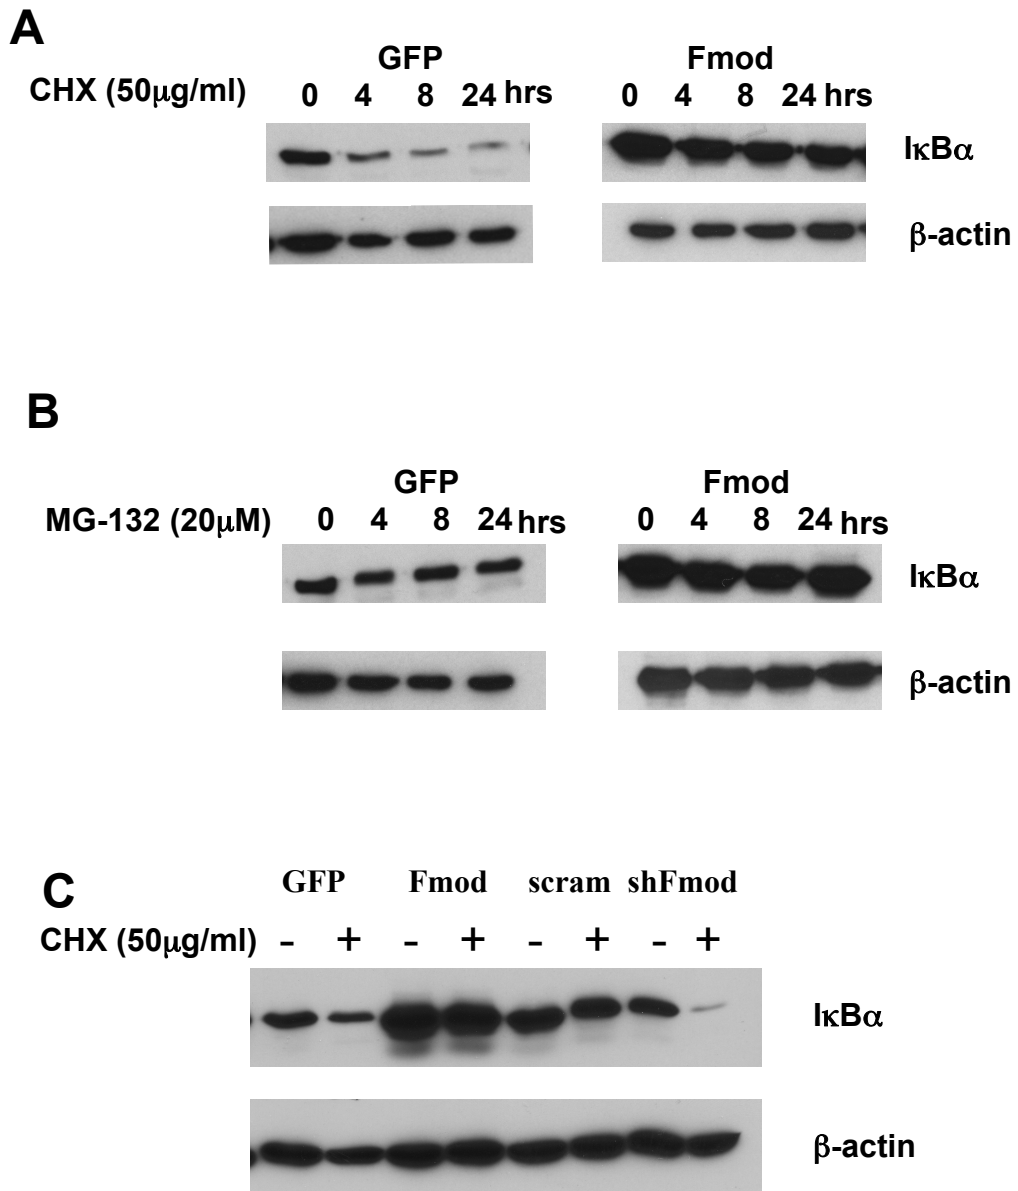 A
GFP Fmod
CHX (50μg/ml) 0 4 8 24 hrs 0 4 8 24 hrs
IκBα
β-actin
B
GFP Fmod
MG-132 (20μM) 0 4 8 24 hrs 0 4 8 24 hrs
IκBα
β-actin
C
GFP Fmod scram shFmod
CHX (50μg/ml) - + - + - + - +
IκBα
β-actin